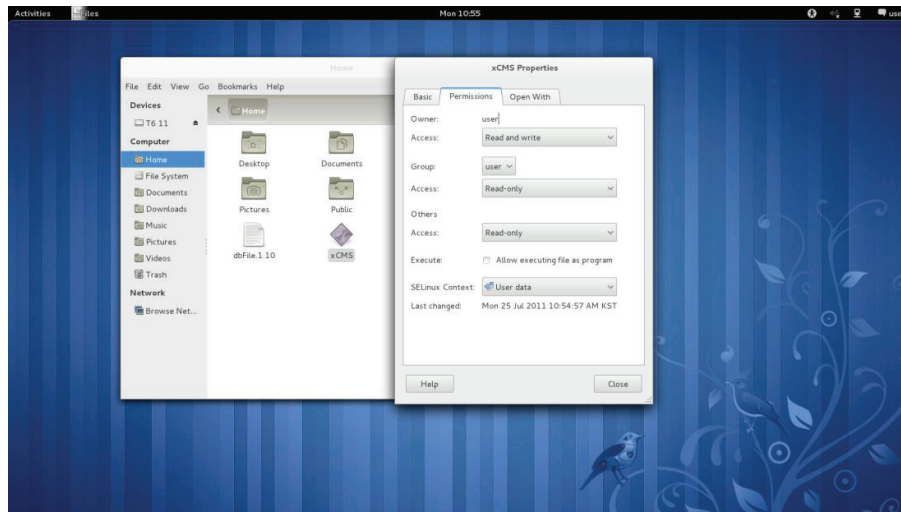 Activities Files Mon 10:55 use
Home
File Edit View Go Bookmarks Help
Devices
T6 11
Computer
Home
File System
Documents
Downloads
Music
Pictures
Videos
Trash
Network
Browse Net...
Home
Desktop Documents
Pictures Public
dbFile.1.10 xCMS
xCMS Properties
Basic Permissions Open With
Owner: user
Access: Read and write
Group: user
Access: Read-only
Others
Access: Read-only
Execute: Allow executing file as program
SELinux Context: User data
Last changed: Mon 25 Jul 2011 10:54:57 AM KST
Help Close